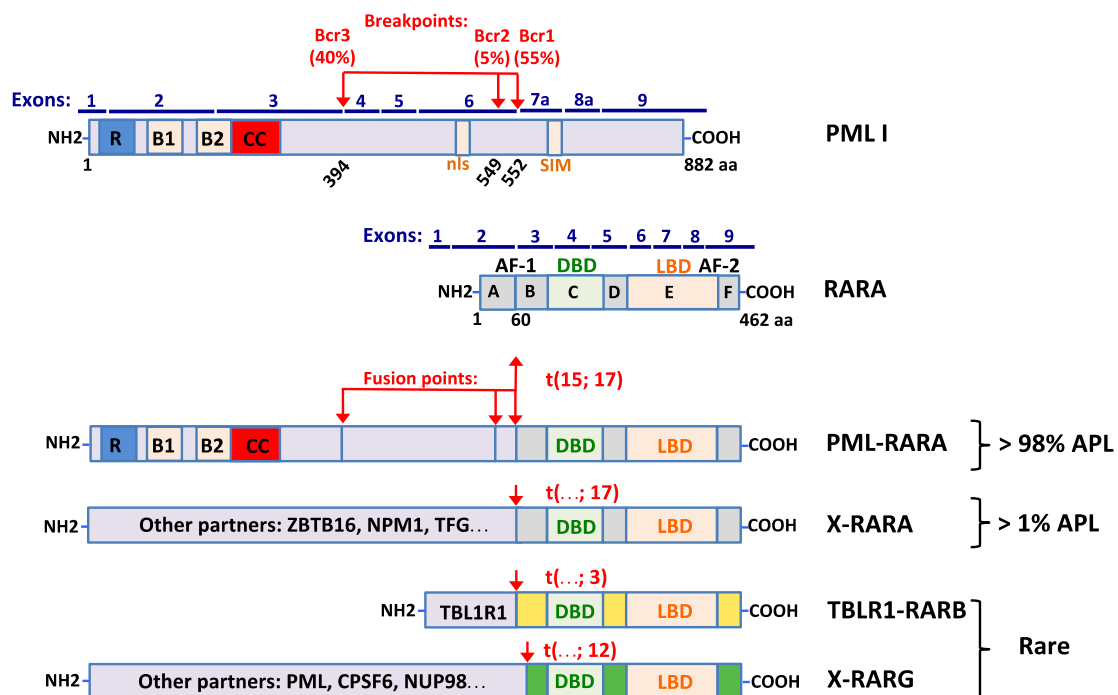 Breakpoints:
Bcr3 Bcr2 Bcr1
(40%) (5%) (55%)
Exons: 1 2 3 4 5 6 7a 8a 9
NH2 R B1 B2 CC COOH PML I
1 394 nls 549 552 SIM 882 aa
Exons: 1 2 3 4 5 6 7 8 9
AF-1 DBD LBD AF-2
NH2 A B C D E F COOH RARA
1 60 462 aa
Fusion points: t(15; 17)
NH2 R B1 B2 CC DBD LBD COOH PML-RARA > 98% APL
t(...; 17)
NH2 Other partners: ZBTB16, NPM1, TFG... DBD LBD COOH X-RARA > 1% APL
t(...; 3)
NH2 TBL1R1 DBD LBD COOH TBLR1-RARB
Rare
t(...; 12)
NH2 Other partners: PML, CPSF6, NUP98... DBD LBD COOH X-RARG